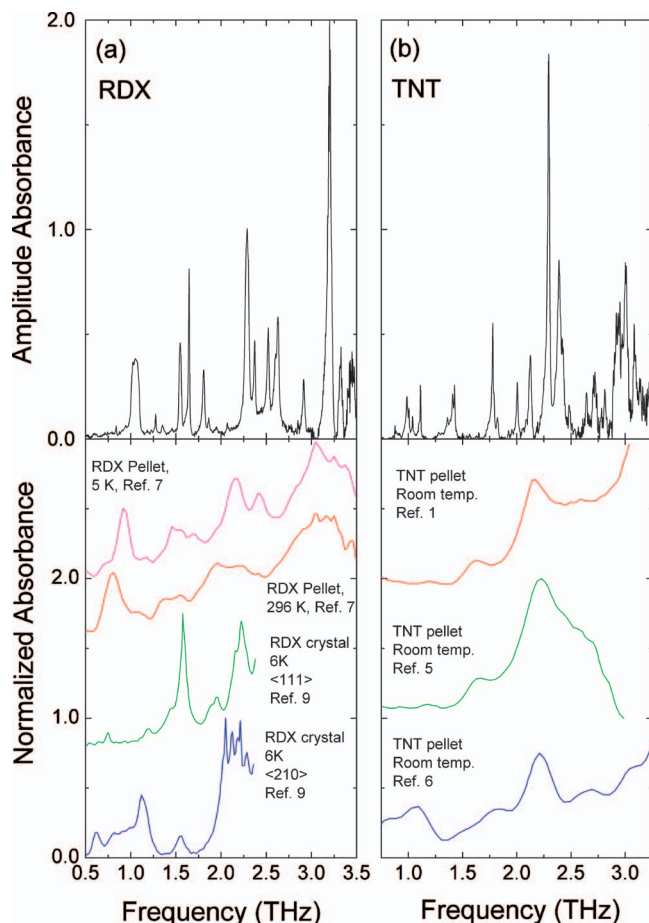 (a)
RDX
(b)
TNT
Amplitude Absorbance
2.0
1.0
0.0
RDX Pellet,
5 K, Ref. 7
RDX Pellet,
296 K, Ref. 7
RDX crystal
6K
<111>
Ref. 9
RDX crystal
6K
<210>
Ref. 9
TNT pellet
Room temp.
Ref. 1
TNT pellet
Room temp.
Ref. 5
TNT pellet
Room temp.
Ref. 6
Normalized Absorbance
2.0
1.0
0.0
0.5 1.0 1.5 2.0 2.5 3.0 3.5
1.0 1.5 2.0 2.5 3.0
Frequency (THz)
Frequency (THz)